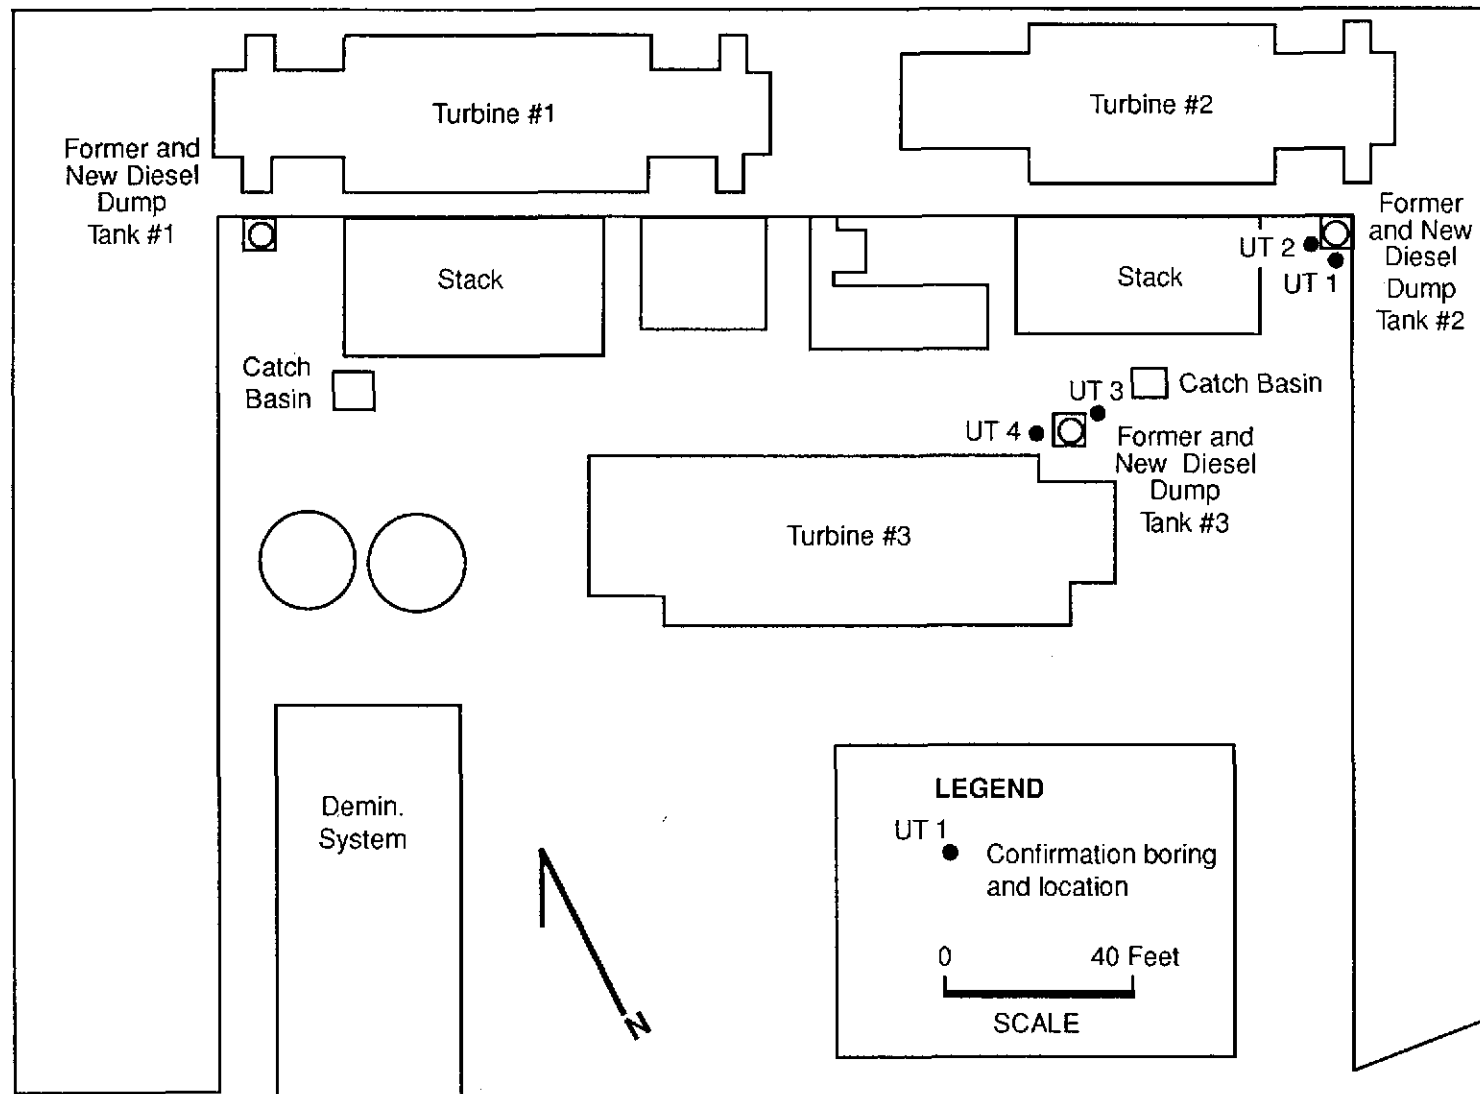 Turbine #1
Turbine #2
Former and
New Diesel
Dump
Tank #1
Stack
Stack
UT 2
UT 1
Former
and New
Diesel
Dump
Tank #2
Catch
Basin
UT 3
Catch Basin
UT 4
Former and
New Diesel
Dump
Tank #3
Turbine #3
Demin.
System
N
LEGEND
UT 1
Confirmation boring
and location
0 40 Feet
SCALE